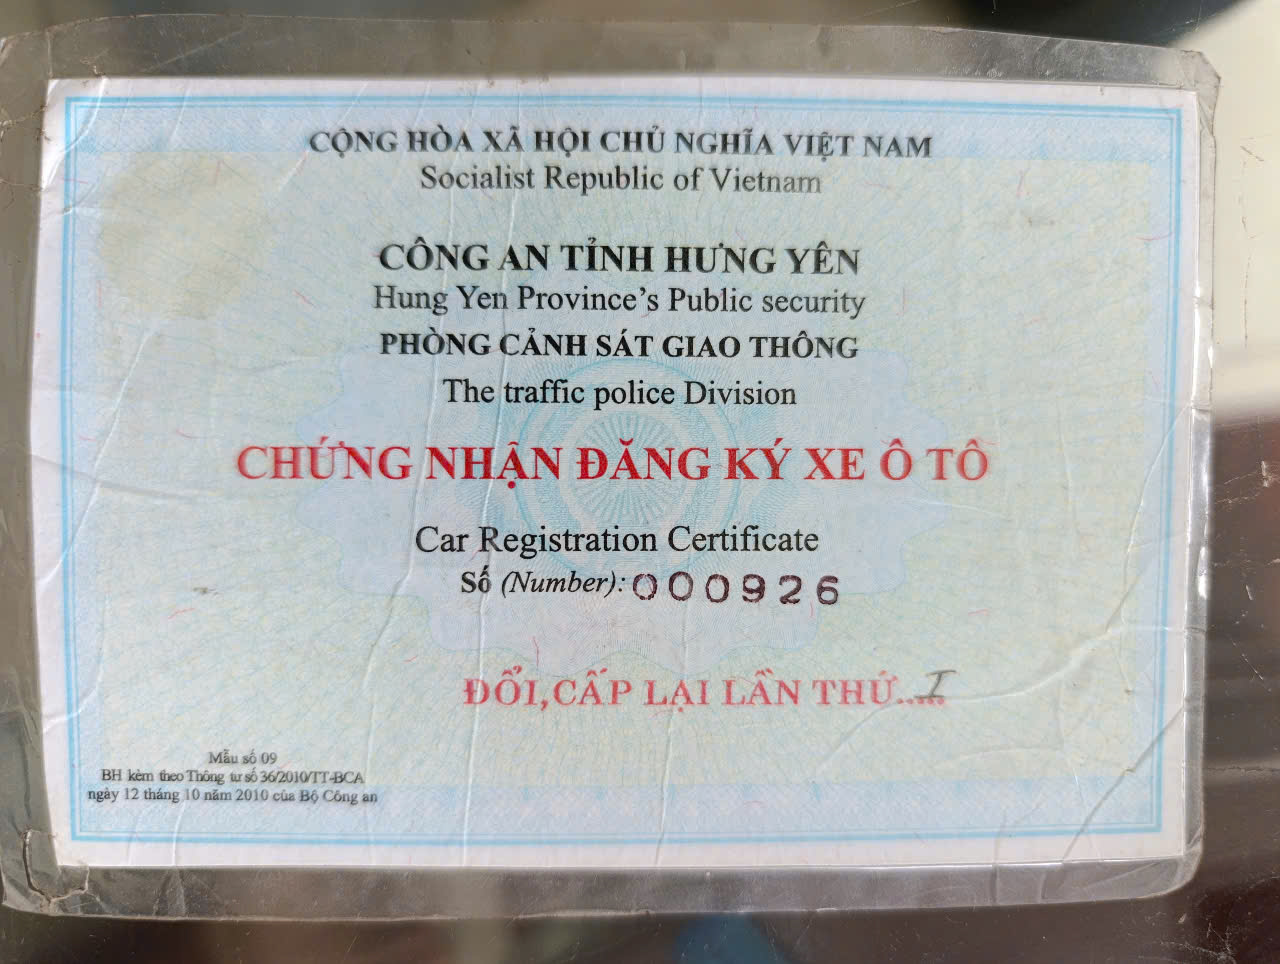 CỘNG HÒA XÃ HỘI CHỦ NGHĨA VIỆT NAM
Socialist Republic of Vietnam
CÔNG AN TỈNH HƯNG YÊN
Hung Yen Province’s Public security
PHÒNG CẢNH SÁT GIAO THÔNG
The traffic police Division
CHỨNG NHẬN ĐĂNG KÝ XE Ô TÔ
Car Registration Certificate
Số (Number): 000926
ĐỔI,CẤP LẠI LẦN THỨ..I...
Mẫu số 09
BH kèm theo Thông tư số 36/2010/TT-BCA
ngày 12 tháng 10 năm 2010 của Bộ Công an